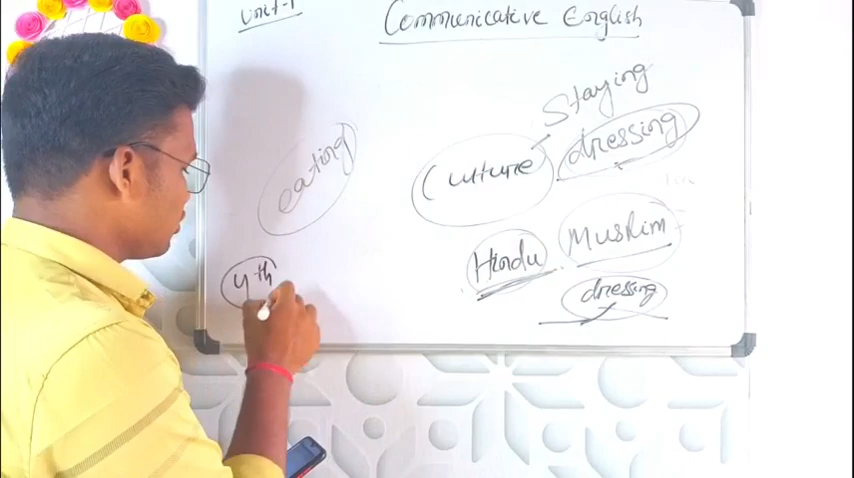 Unit-1
Communicative English
Staying
eating
Culture
dressing
Hindu
Muslim
4th
dressing